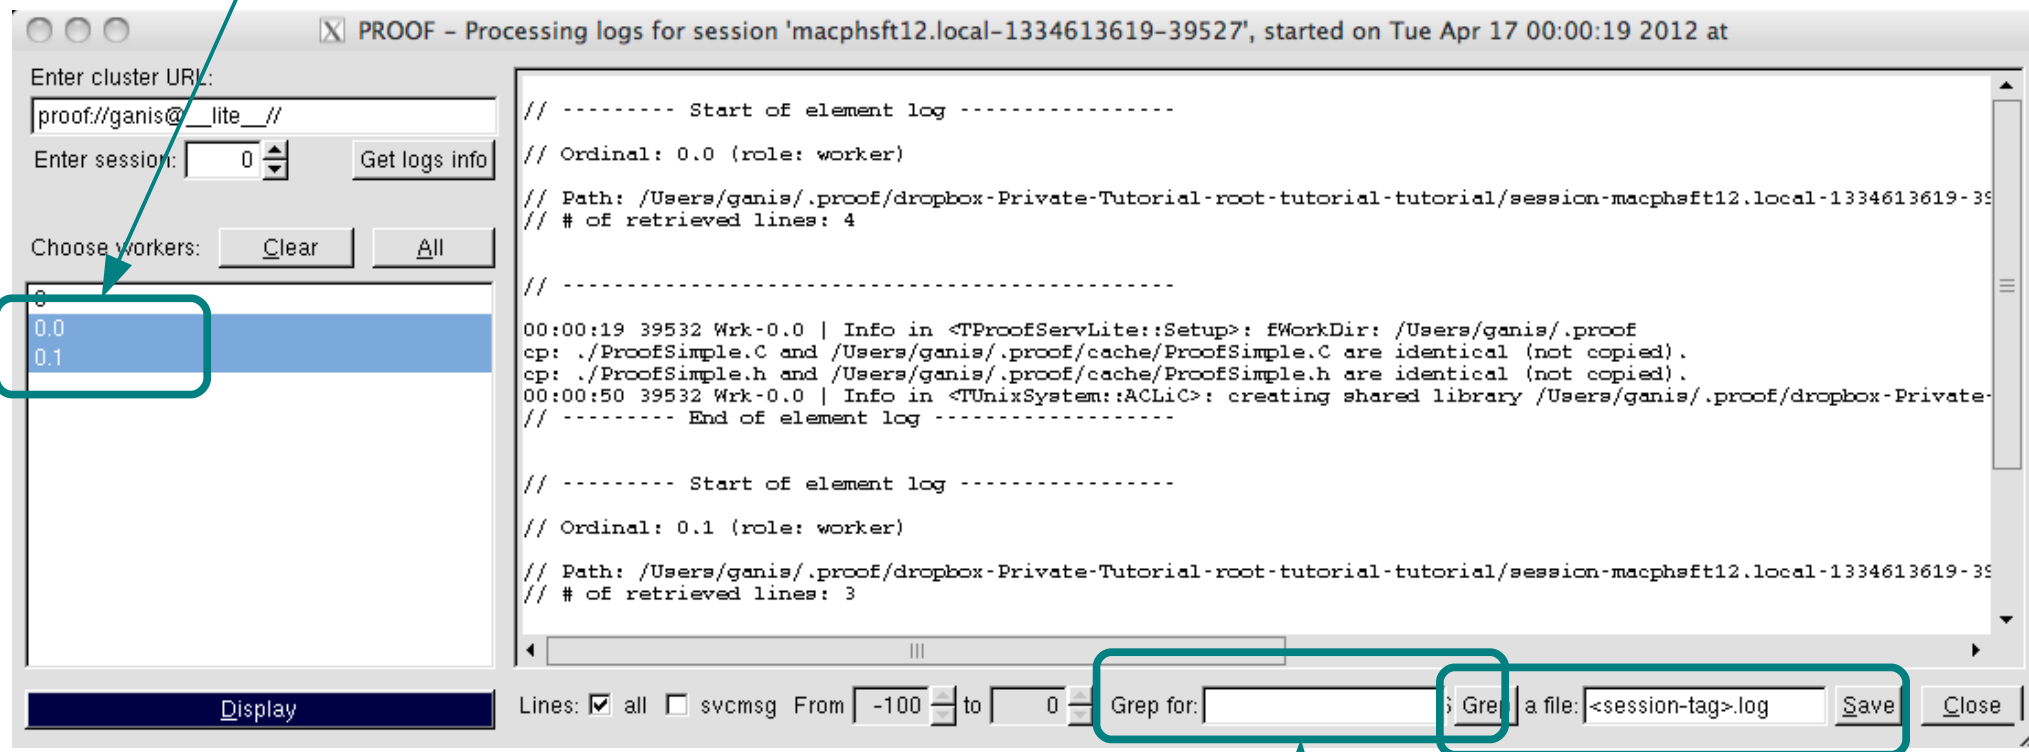 PROOF – Processing logs for session 'macphsft12.local-1334613619-39527', started on Tue Apr 17 00:00:19 2012 at
Enter cluster URL:
proof://ganis@__lite__//
Enter session: 0 Get logs info
Choose workers: Clear All
0
0.0
0.1
Display
// --------- Start of element log -----------------
// Ordinal: 0.0 (role: worker)
// Path: /Users/ganis/.proof/dropbox-Private-Tutorial-root-tutorial-tutorial/session-macphsft12.local-1334613619-39
// # of retrieved lines: 4
// ----------------------------------------------
00:00:19 39532 Wrk-0.0 | Info in <TProofServLite::Setup>: fWorkDir: /Users/ganis/.proof
cp: ./ProofSimple.C and /Users/ganis/.proof/cache/ProofSimple.C are identical (not copied).
cp: ./ProofSimple.h and /Users/ganis/.proof/cache/ProofSimple.h are identical (not copied).
00:00:50 39532 Wrk-0.0 | Info in <TUnixSystem::ACLiC>: creating shared library /Users/ganis/.proof/dropbox-Private-
// --------- End of element log -------------------
// --------- Start of element log -----------------
// Ordinal: 0.1 (role: worker)
// Path: /Users/ganis/.proof/dropbox-Private-Tutorial-root-tutorial-tutorial/session-macphsft12.local-1334613619-39
// # of retrieved lines: 3
Lines: all svcmsg From -100 to 0 Grep for: Grep a file: <session-tag>.log Save Close